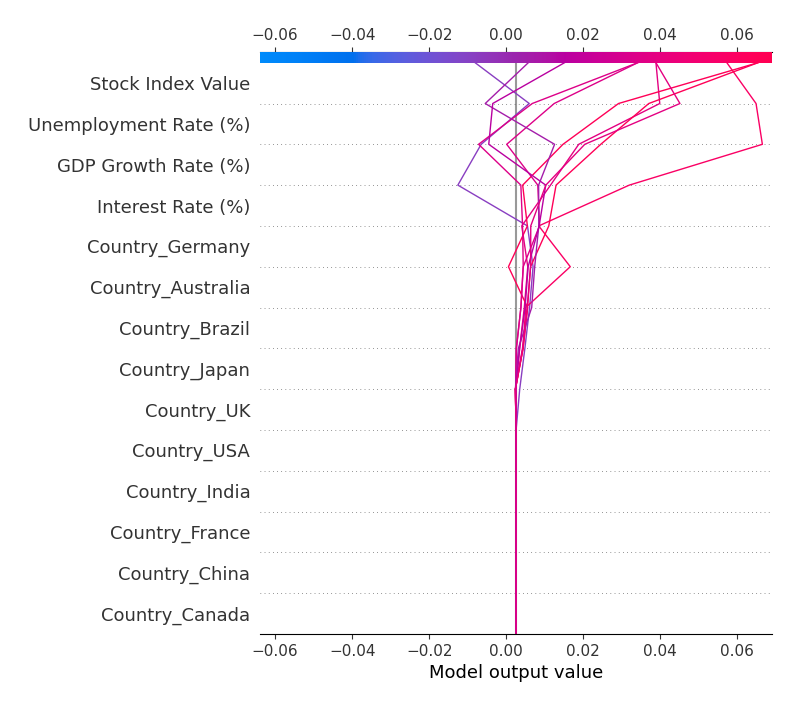 −0.06 −0.04 −0.02 0.00 0.02 0.04 0.06
Stock Index Value
Unemployment Rate (%)
GDP Growth Rate (%)
Interest Rate (%)
Country_Germany
Country_Australia
Country_Brazil
Country_Japan
Country_UK
Country_USA
Country_India
Country_France
Country_China
Country_Canada
−0.06 −0.04 −0.02 0.00 0.02 0.04 0.06
Model output value